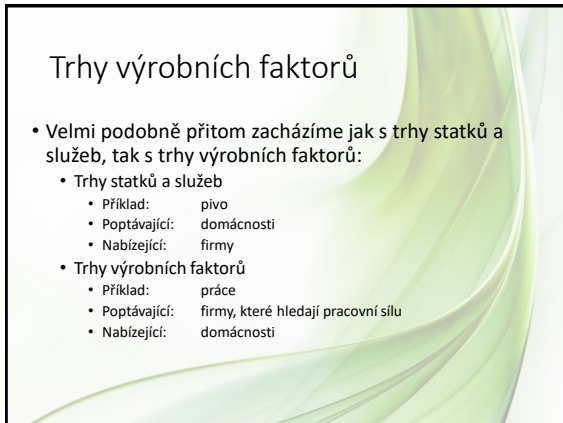 Trhy výrobních faktorů
• Velmi podobně přitom zacházíme jak s trhy statků a
služeb, tak s trhy výrobních faktorů:
• Trhy statků a služeb
• Příklad: pivo
• Poptávající: domácnosti
• Nabízející: firmy
• Trhy výrobních faktorů
• Příklad: práce
• Poptávající: firmy, které hledají pracovní sílu
• Nabízející: domácnosti